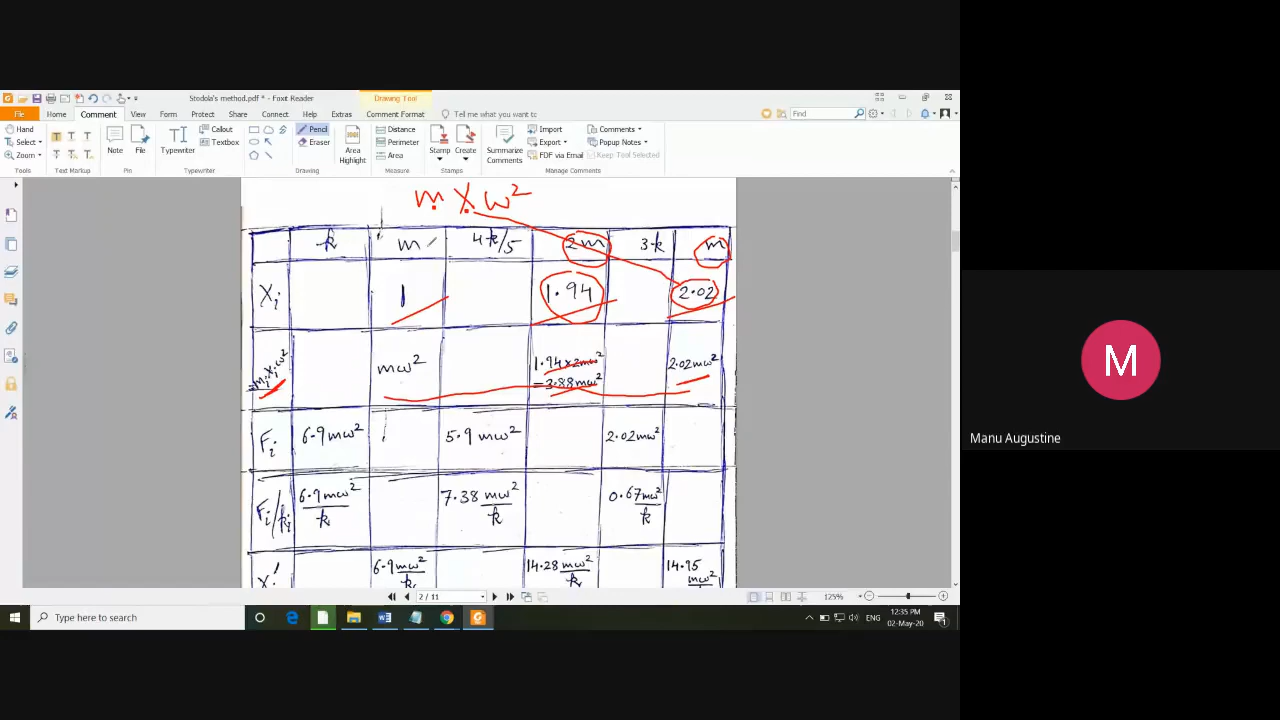 Stodola's method.pdf * - Foxit Reader
Drawing Tool
File Home Comment View Form Protect Share Connect Help Extras Comment Format Tell me what you want to
Find
Hand
Select
Zoom
Tools
Text Markup
Note
File
Pin
Typewriter
Callout
Textbox
Typewriter
Pencil
Eraser
Drawing
Area Highlight
Distance
Perimeter
Area
Measure
Stamp
Create
Stamp
Summarize Comments
Import
Export
FDF via Email
Comments
Popup Notes
Keep Tool Selected
Manage Comments
m X ω²
k m 4k/5 2m 3k m
Xi 1 1.94 2.02
miXiω² mω² 1.94x2mω² 2.02mω²
=3.88mω²
Fi 6.9mω² 5.9mω² 2.02mω²
Fi/ki 6.9mω²/k 7.38 mω²/k 0.67mω²/k
Xi' 6.9mω²/k 14.28mω²/k 14.95 mω²
M
Manu Augustine
2 / 11
125%
Type here to search
ENG
12:35 PM
02-May-20